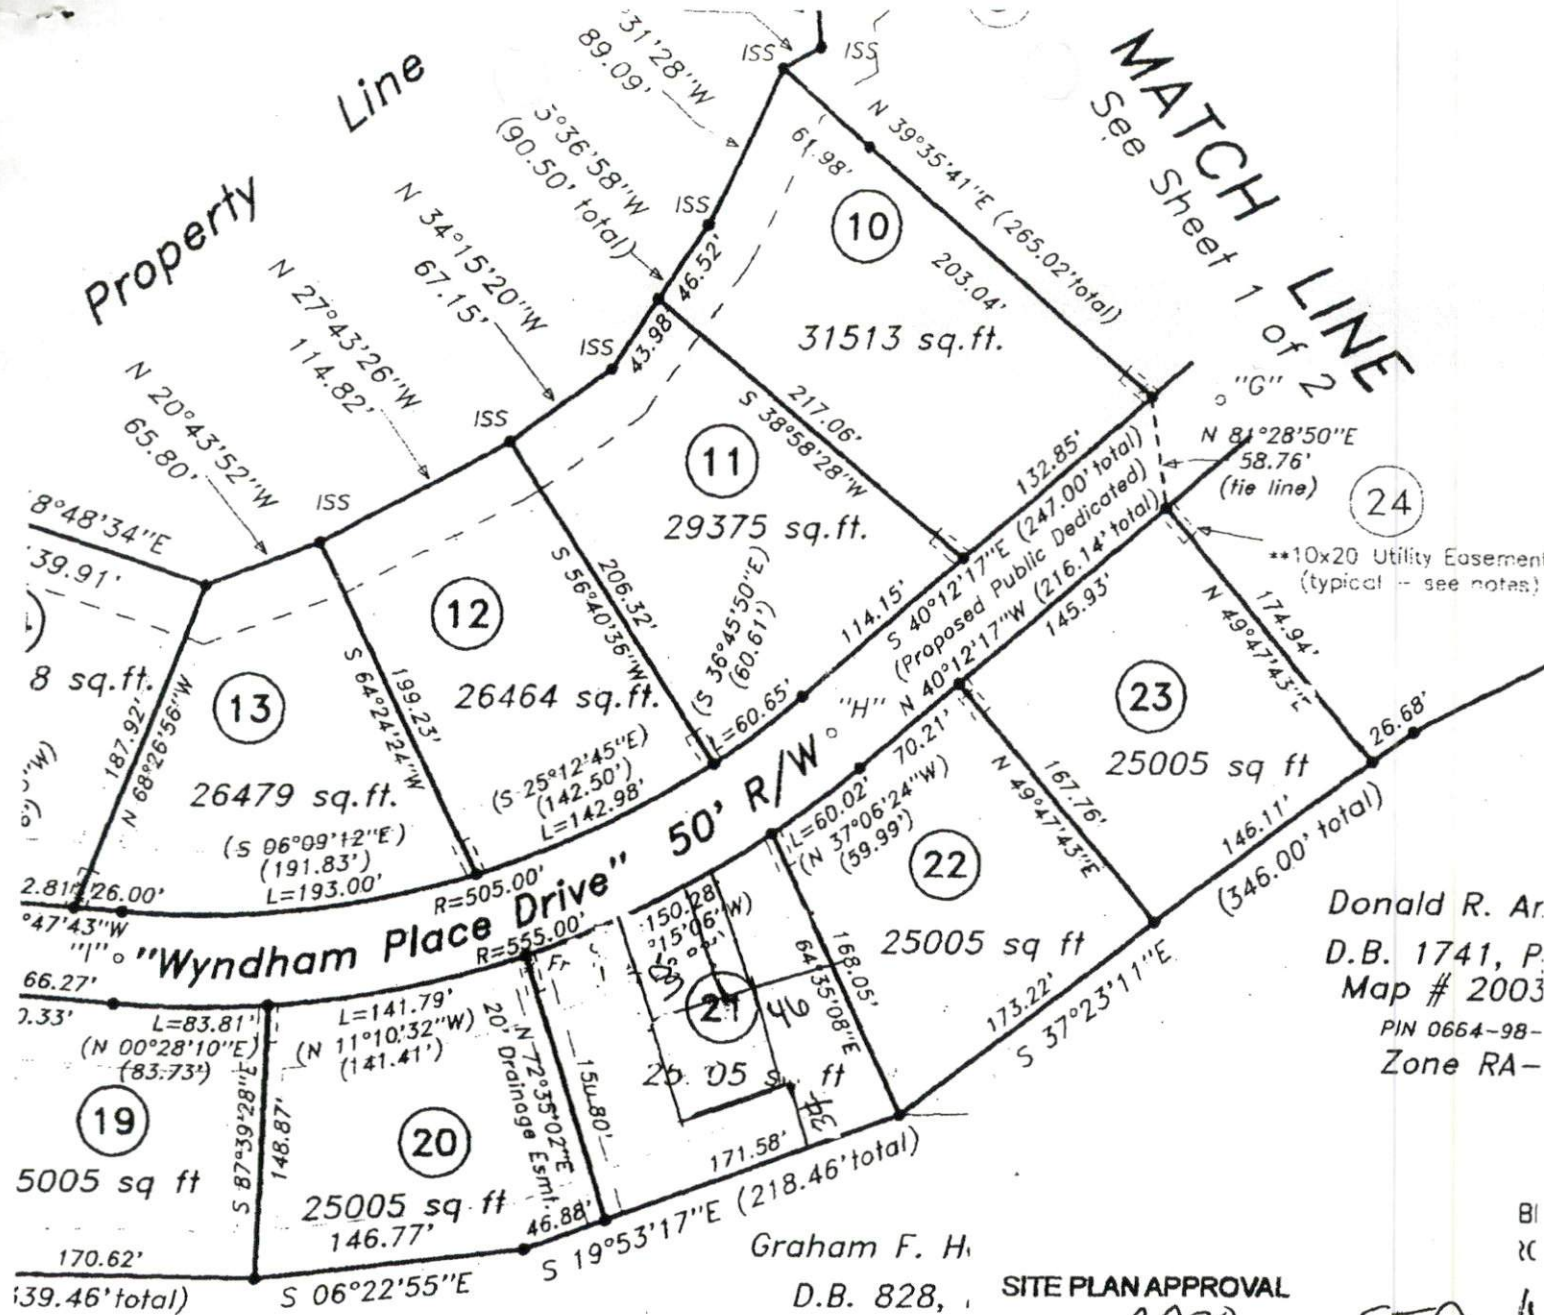 Property Line
MATCH LINE
See Sheet 1 of 2
ISS
ISS
31'28"W
89.09'
5°36'58"W
(90.50' total)
N 34°15'20"W
67.15'
N 27°43'26"W
114.82'
N 20°43'52"W
65.80'
8°48'34"E
39.91'
ISS
ISS
ISS
ISS
61.98'
N 39°35'41"E (265.02' total)
203.04'
10
31513 sq.ft.
46.52'
43.98'
217.06'
S 38°58'28"W
132.85'
"G"
N 81°28'50"E
58.76'
(tie line)
24
**10x20 Utility Easement
(typical - see notes)
11
29375 sq.ft.
206.32'
S 56°40'36"W
(S 36°45'50"E)
(60.61')
L=60.65'
114.15'
S 40°12'17"E (247.00' total)
(Proposed Public Dedicated)
N 40°12'17"W (216.14' total)
145.93'
12
26464 sq.ft.
199.23'
S 64°24'24"W
(S 25°12'45"E)
(142.50')
L=142.98'
13
26479 sq.ft.
187.92'
N 68°26'56"W
(S 06°09'12"E)
(191.83')
L=193.00'
R=505.00'
8 sq.ft.
2.81'
26.00'
°47'43"W
"I"
"H"
"Wyndham Place Drive" 50' R/W
R=555.00'
70.21'
L=60.02'
(N 37°06'24"W)
(59.99')
23
25005 sq ft
174.94'
N 49°47'43"E
26.68'
167.76'
N 49°47'43"E
146.11'
(346.00' total)
22
25005 sq ft
168.05'
64°35'08"E
173.22'
S 37°23'11"E
150.28
°15'06"W)
21
46
sq ft
34
171.58'
S 19°53'17"E (218.46' total)
46.88'
N 72°35'02"E
20' Drainage Esmt.
66.27'
0.33'
L=83.81'
(N 00°28'10"E)
(83.73')
L=141.79'
(N 11°10'32"W)
(141.41')
19
5005 sq ft
S 87°39'28"E
148.87'
20
25005 sq ft
146.77'
170.62'
S 06°22'55"E
39.46' total)
Donald R.
D.B. 1741, P
Map # 2003
PIN 0664-98-
Zone RA-
Graham F.
D.B. 828,
SITE PLAN APPROVAL